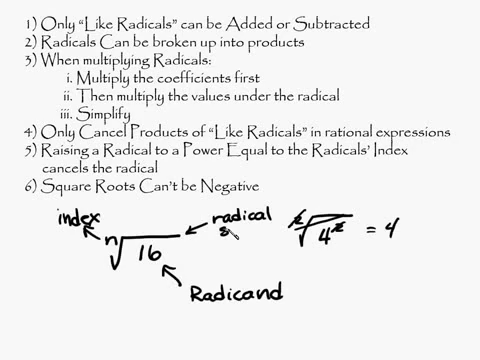 1) Only “Like Radicals” can be Added or Subtracted
2) Radicals Can be broken up into products
3) When multiplying Radicals:
i. Multiply the coefficients first
ii. Then multiply the values under the radical
iii. Simplify
4) Only Cancel Products of “Like Radicals” in rational expressions
5) Raising a Radical to a Power Equal to the Radicals’ Index
cancels the radical
6) Square Roots Can’t be Negative
index
radical
s
n√16
²√4² = 4
Radicand